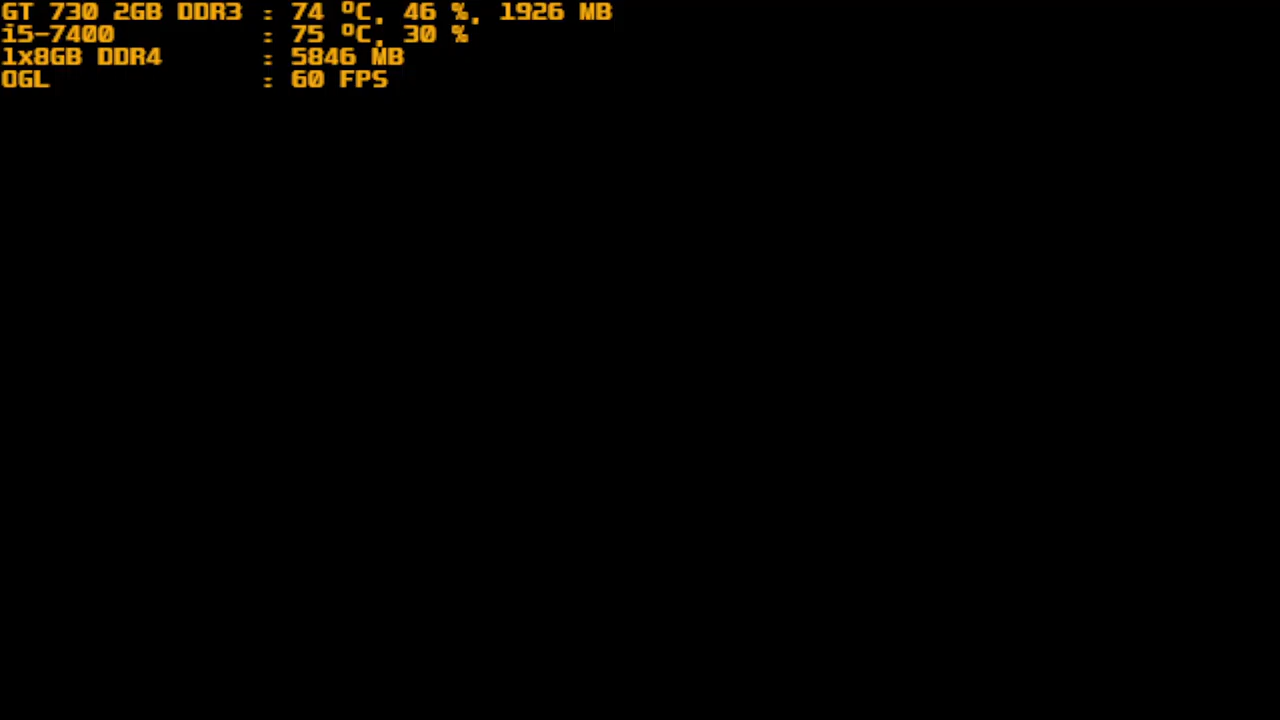 GT 730 2GB DDR3 : 74 ºC, 46 %, 1926 MB
i5-7400 : 75 ºC, 30 %
1x8GB DDR4 : 5846 MB
OGL : 60 FPS